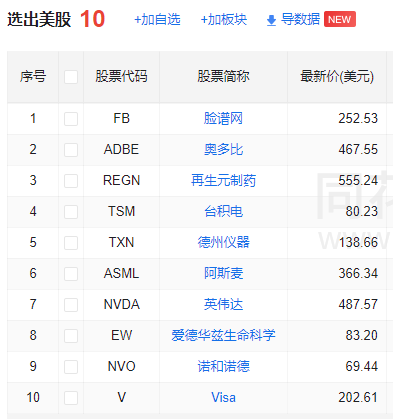 选出美股 10 +加自选 +加板块 导数据 NEW
序号 股票代码 股票简称 最新价(美元)
1 FB 脸谱网 252.53
2 ADBE 奥多比 467.55
3 REGN 再生元制药 555.24
4 TSM 台积电 80.23
5 TXN 德州仪器 138.66
6 ASML 阿斯麦 366.34
7 NVDA 英伟达 487.57
8 EW 爱德华兹生命科学 83.20
9 NVO 诺和诺德 69.44
10 V Visa 202.61